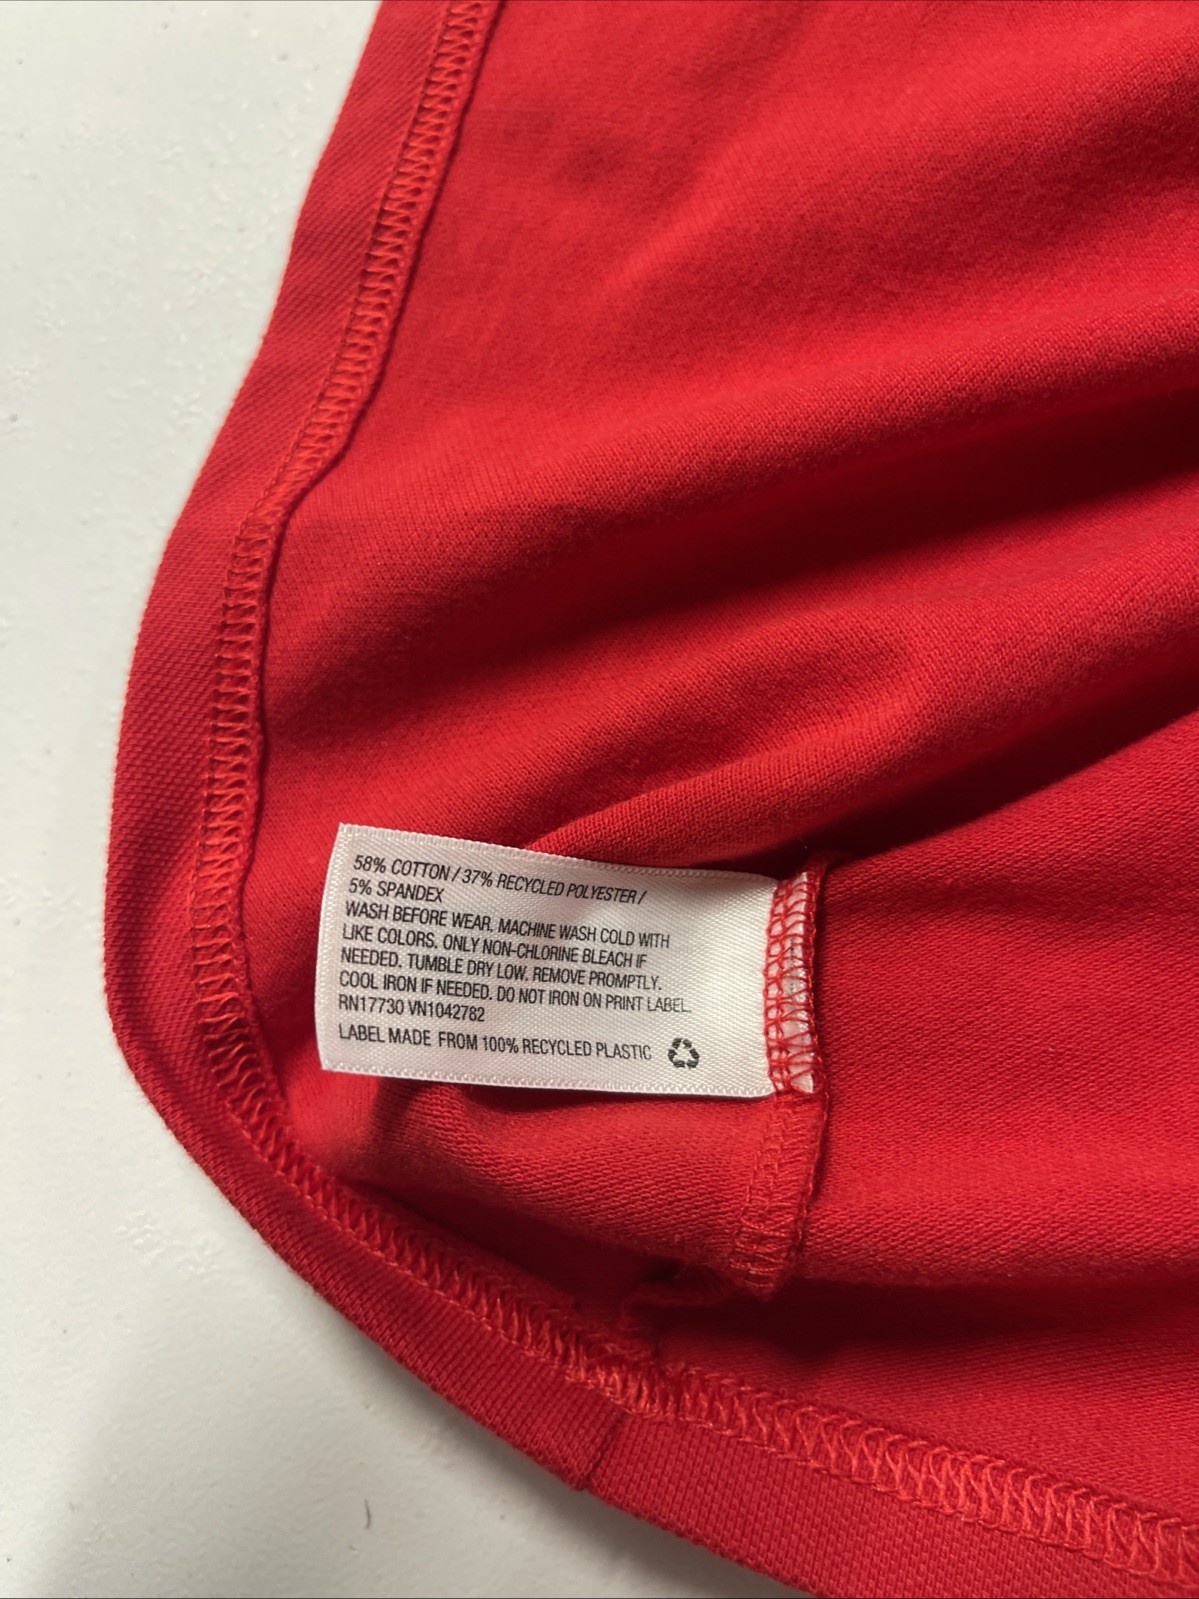 58% COTTON / 37% RECYCLED POLYESTER /
5% SPANDEX
WASH BEFORE WEAR. MACHINE WASH COLD WITH
LIKE COLORS. ONLY NON-CHLORINE BLEACH IF
NEEDED. TUMBLE DRY LOW. REMOVE PROMPTLY.
COOL IRON IF NEEDED. DO NOT IRON ON PRINT LABEL.
RN17730 VN1042782
LABEL MADE FROM 100% RECYCLED PLASTIC